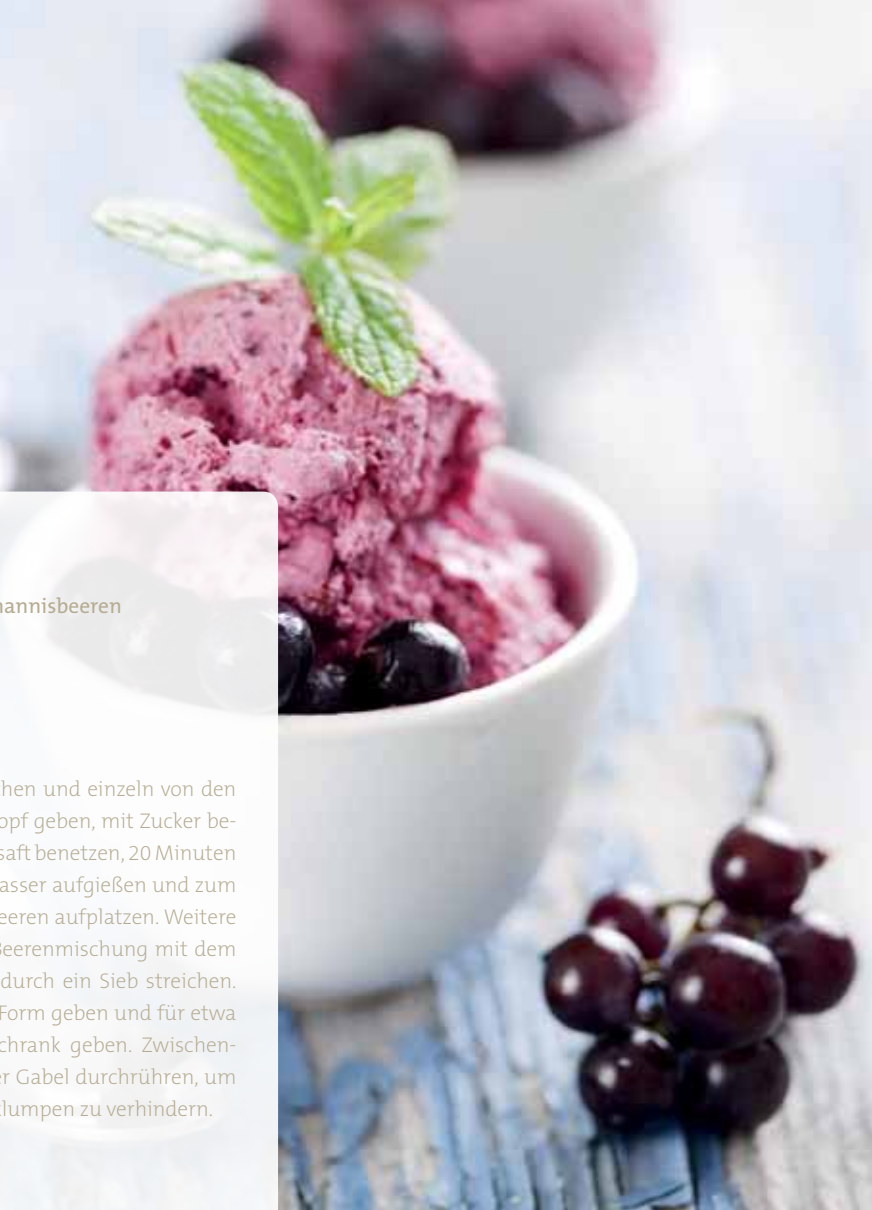 annisbeeren
hen und einzeln von den
opf geben, mit Zucker be-
saft benetzen, 20 Minuten
asser aufgießen und zum
eeren aufplatzen. Weitere
Beerenmischung mit dem
durch ein Sieb streichen.
Form geben und für etwa
chrank geben. Zwischen-
er Gabel durchrühren, um
lumpen zu verhindern.